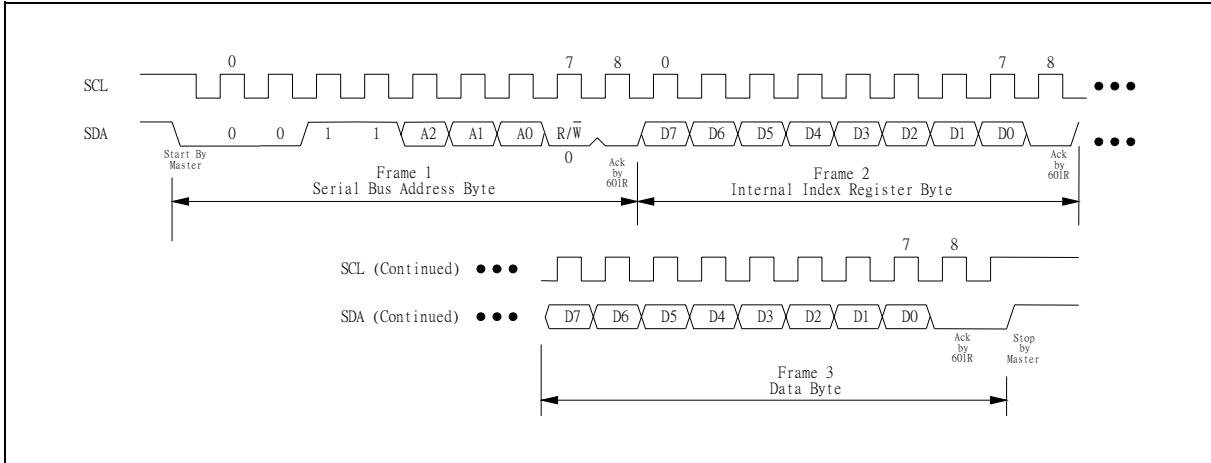 0 7 8 0 7 8
SCL
SDA 0 0 1 1 A2 A1 A0 R/W̅ D7 D6 D5 D4 D3 D2 D1 D0
0
Start By
Master
Ack
by
601R
Ack
by
601R
Frame 1
Serial Bus Address Byte
Frame 2
Internal Index Register Byte
7 8
SCL (Continued)
SDA (Continued) D7 D6 D5 D4 D3 D2 D1 D0
Ack
by
601R
Stop
by
Master
Frame 3
Data Byte